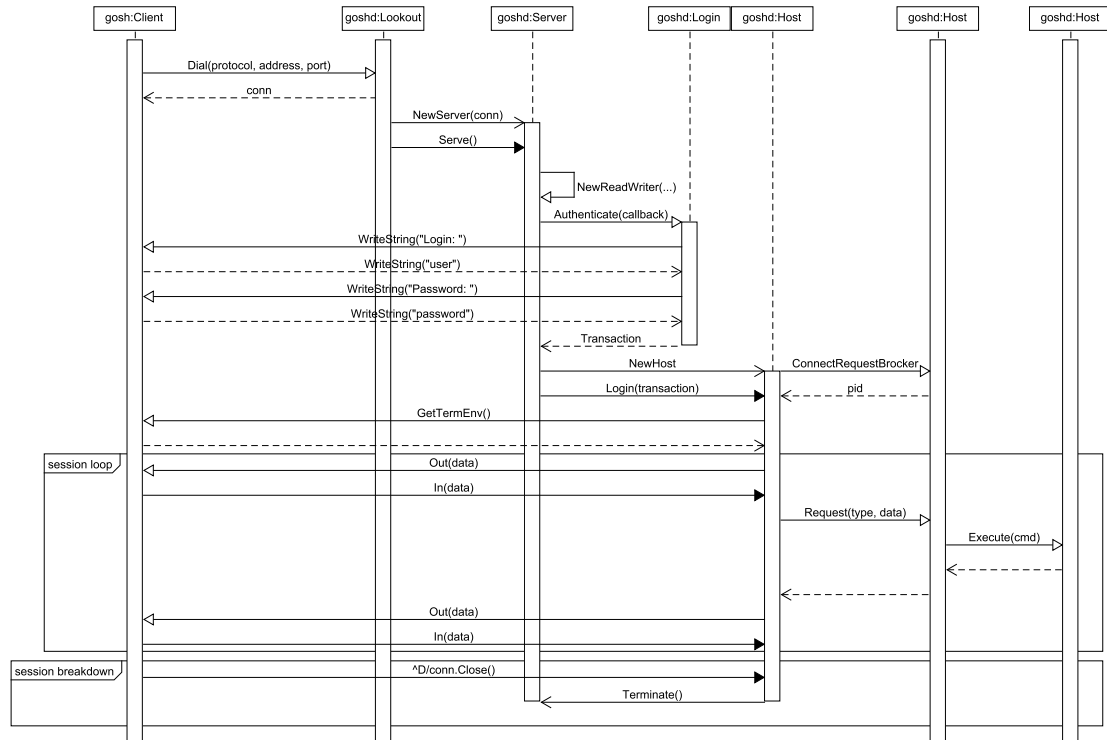 gosh:Client
goshd:Lookout
goshd:Server
goshd:Login
goshd:Host
goshd:Host
goshd:Host
Dial(protocol, address, port)
conn
NewServer(conn)
Serve()
NewReadWriter(...)
Authenticate(callback)
WriteString("Login: ")
WriteString("user")
WriteString("Password: ")
WriteString("password")
Transaction
NewHost
ConnectRequestBrocker
Login(transaction)
pid
GetTermEnv()
session loop
Out(data)
In(data)
Request(type, data)
Execute(cmd)
Out(data)
In(data)
session breakdown
^D/conn.Close()
Terminate()